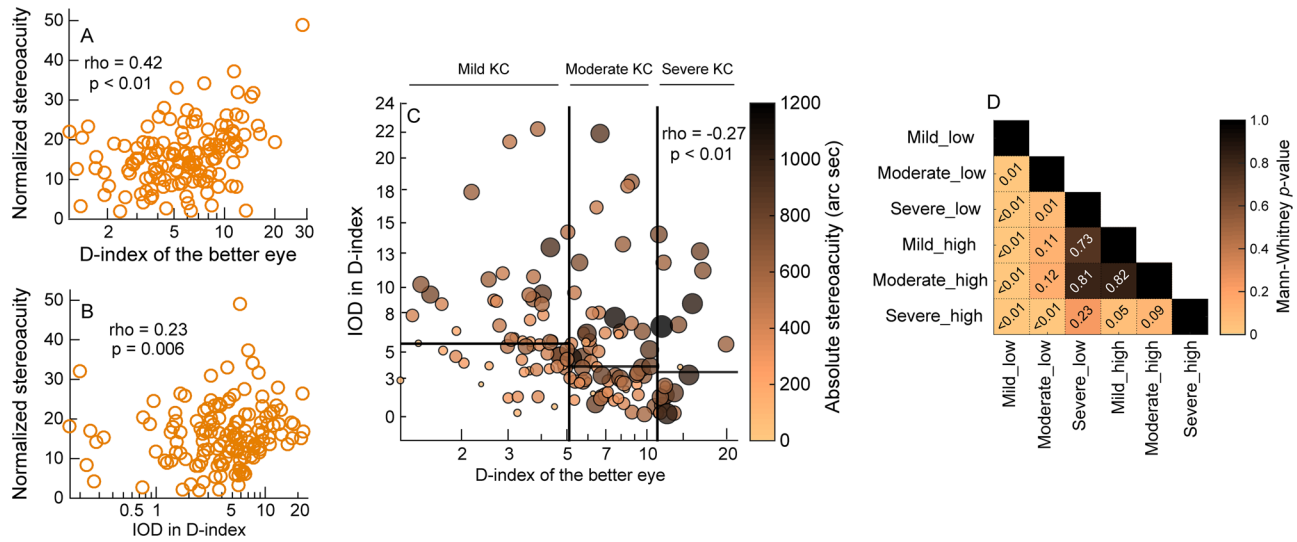 A
rho = 0.42
p < 0.01
Normalized stereoacuity
50
40
30
20
10
0
2
5
10
20
30
D-index of the better eye
B
rho = 0.23
p = 0.006
Normalized stereoacuity
50
40
30
20
10
0
0.5
1
5
10
20
IOD in D-index
Mild KC
Moderate KC
Severe KC
C
rho = -0.27
p < 0.01
IOD in D-index
24
22
20
18
15
13
10
8
5
3
0
2
3
5
7
10
20
D-index of the better eye
1200
1000
800
600
400
200
0
Absolute stereoacuity (arc sec)
D
Mild_low
Moderate_low
0.01
Severe_low
<0.01
0.01
Mild_high
<0.01
0.11
0.73
Moderate_high
<0.01
0.12
0.81
0.82
Severe_high
<0.01
<0.01
0.23
0.05
0.09
Mild_low
Moderate_low
Severe_low
Mild_high
Moderate_high
Severe_high
1.0
0.8
0.6
0.4
0.2
0
Mann-Whitney p-value